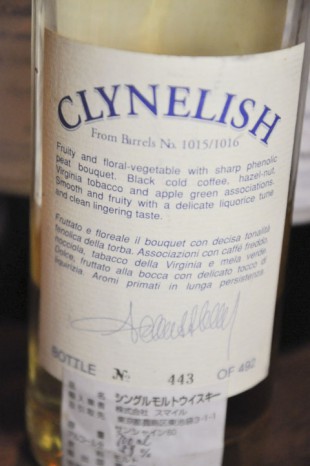 CLYNELISH
From Barrels No. 1015/1016
Fruity and floral-vegetable with sharp phenolic
peat bouquet. Black cold coffee, hazel-nut,
Virginia tobacco and apple green associations.
Smooth and fruity with a delicate liquorice tune
and clean lingering taste.
Fruttato e floreale il bouquet con decisa tonalità
fenolica della torba. Associazioni con caffè freddo,
nocciola, tabacco della Virginia e mela verde.
Dolce, fruttato alla bocca con delicato tocco di
liquirizia. Aromi primati in lunga persistenza.
BOTTLE No 443 OF 492
シングルモルトウイスキー
株式会社 スマイル